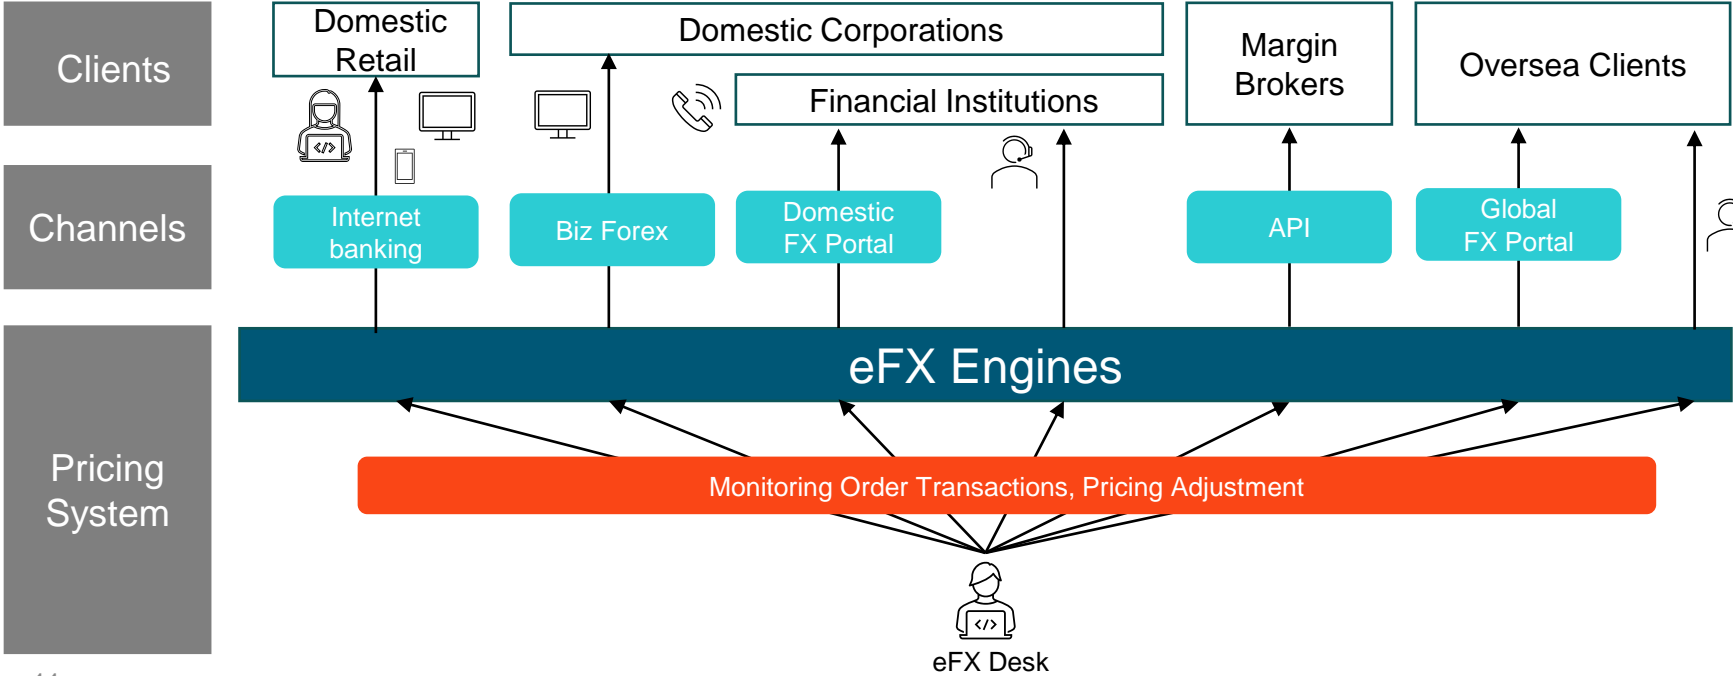 Clients
Domestic
Retail
Domestic Corporations
Financial Institutions
Margin
Brokers
Oversea Clients
</>
Channels
Internet
banking
Biz Forex
Domestic
FX Portal
API
Global
FX Portal
Pricing
System
eFX Engines
Monitoring Order Transactions, Pricing Adjustment
</>
eFX Desk